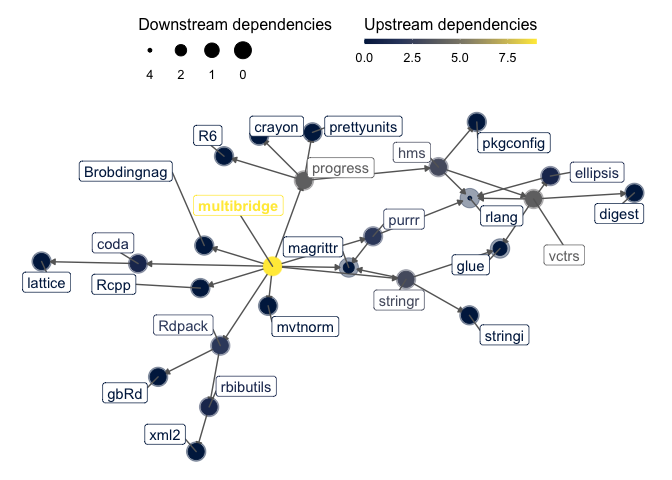 Downstream dependencies
Upstream dependencies
4 2 1 0
0.0 2.5 5.0 7.5
crayon
prettyunits
R6
pkgconfig
hms
Brobdingnag
progress
ellipsis
multibridge
digest
rlang
purrr
coda
magrittr
vctrs
glue
lattice
Rcpp
stringr
Rdpack
mvtnorm
stringi
rbibutils
gbRd
xml2